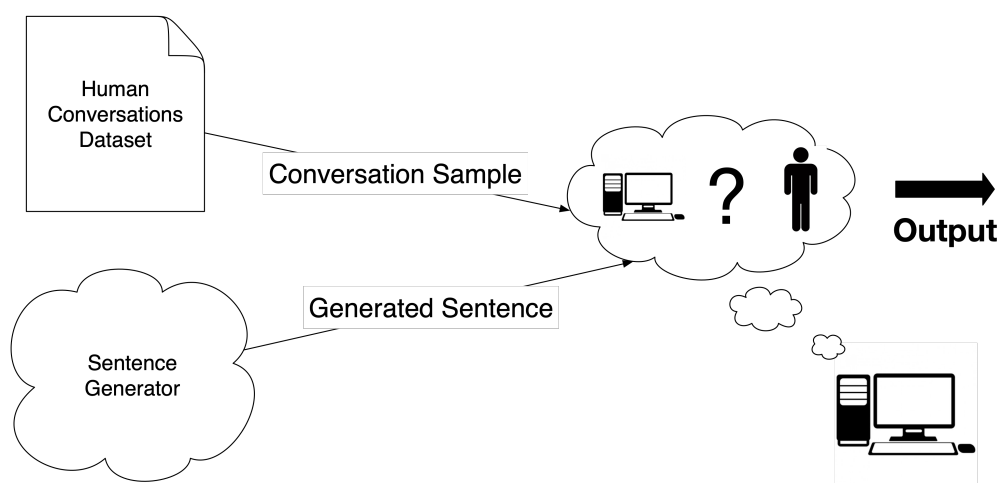 Human
Conversations
Dataset
Conversation Sample
?
Output
Generated Sentence
Sentence
Generator